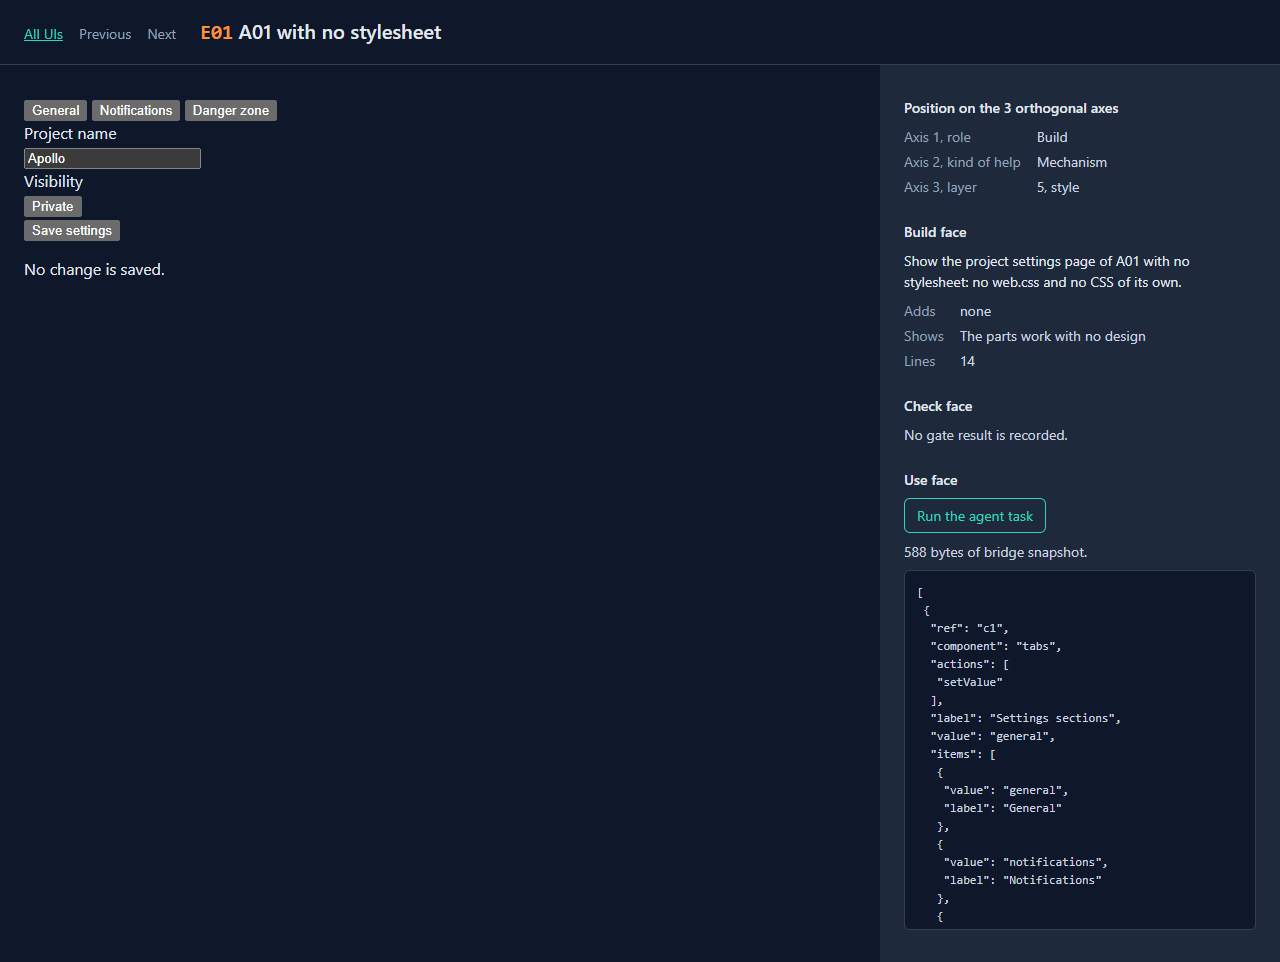 All UIs Previous Next E01 A01 with no stylesheet
General Notifications Danger zone
Project name
Apollo
Visibility
Private
Save settings
No change is saved.
Position on the 3 orthogonal axes
Axis 1, role Build
Axis 2, kind of help Mechanism
Axis 3, layer 5, style
Build face
Show the project settings page of A01 with no
stylesheet: no web.css and no CSS of its own.
Adds none
Shows The parts work with no design
Lines 14
Check face
No gate result is recorded.
Use face
Run the agent task
588 bytes of bridge snapshot.
[
{
"ref": "c1",
"component": "tabs",
"actions": [
"setValue"
],
"label": "Settings sections",
"value": "general",
"items": [
{
"value": "general",
"label": "General"
},
{
"value": "notifications",
"label": "Notifications"
},
{